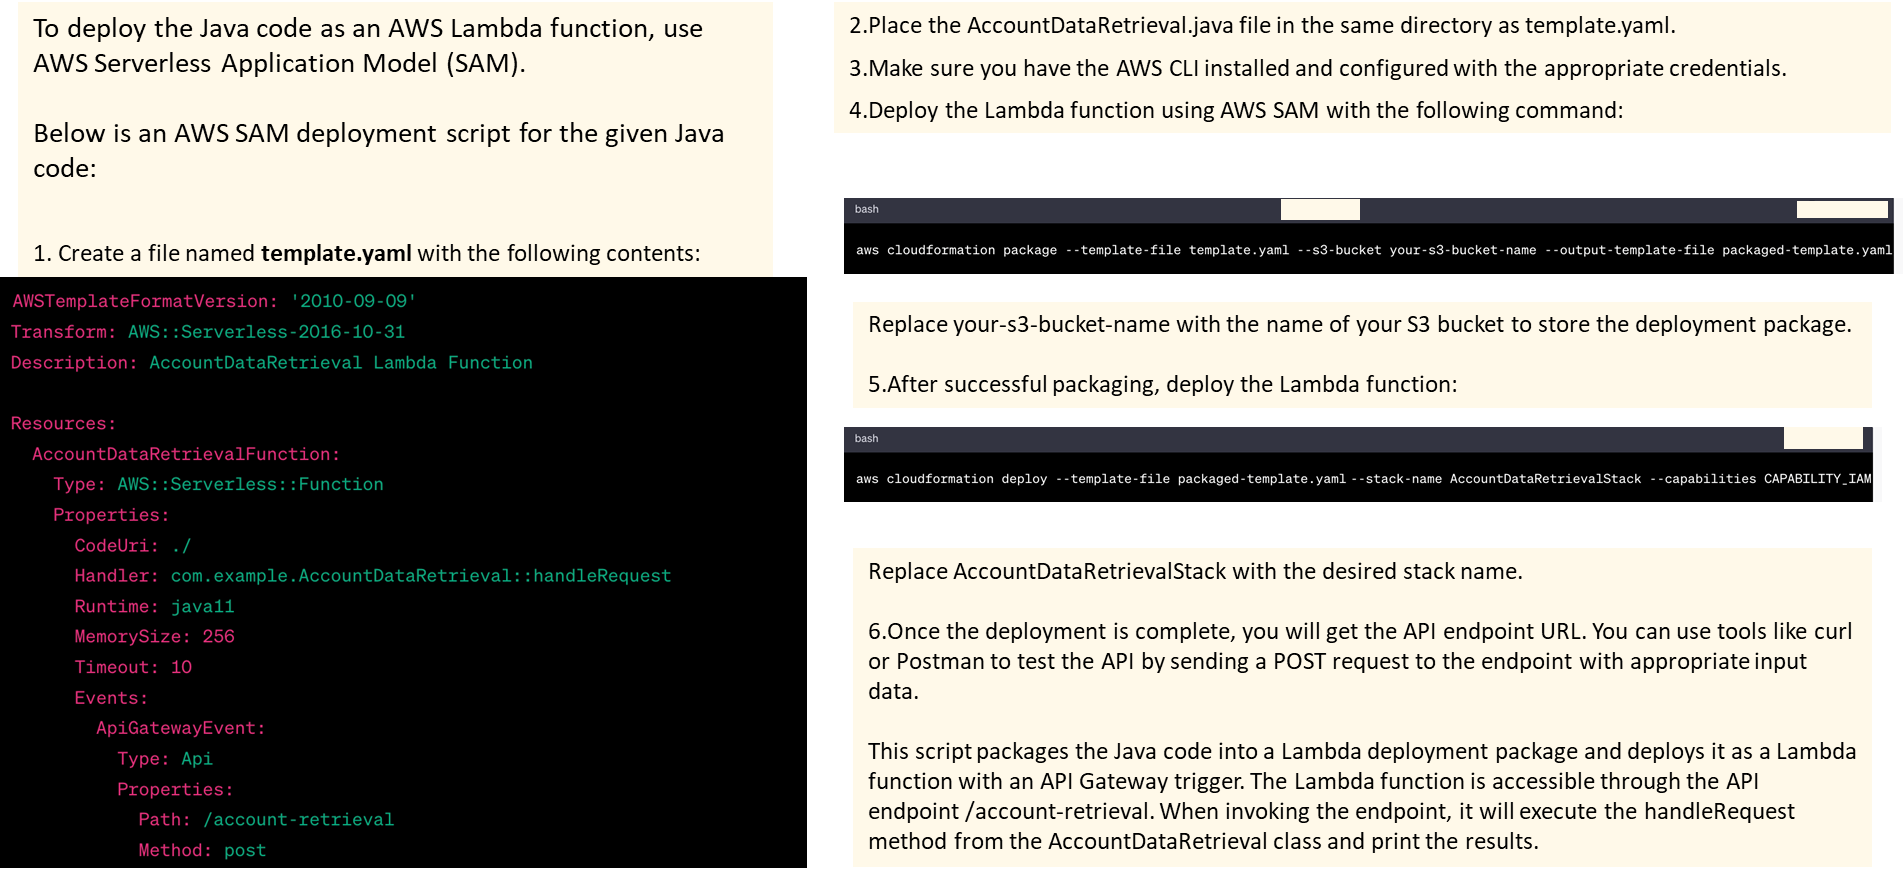 To deploy the Java code as an AWS Lambda function, use
AWS Serverless Application Model (SAM).
Below is an AWS SAM deployment script for the given Java
code:
1. Create a file named template.yaml with the following contents:
AWSTemplateFormatVersion: '2010-09-09'
Transform: AWS::Serverless-2016-10-31
Description: AccountDataRetrieval Lambda Function
Resources:
  AccountDataRetrievalFunction:
    Type: AWS::Serverless::Function
    Properties:
      CodeUri: ./
      Handler: com.example.AccountDataRetrieval::handleRequest
      Runtime: java11
      MemorySize: 256
      Timeout: 10
      Events:
        ApiGatewayEvent:
          Type: Api
          Properties:
            Path: /account-retrieval
            Method: post
2.Place the AccountDataRetrieval.java file in the same directory as template.yaml.
3.Make sure you have the AWS CLI installed and configured with the appropriate credentials.
4.Deploy the Lambda function using AWS SAM with the following command:
bash
aws cloudformation package --template-file template.yaml --s3-bucket your-s3-bucket-name --output-template-file packaged-template.yaml
Replace your-s3-bucket-name with the name of your S3 bucket to store the deployment package.
5.After successful packaging, deploy the Lambda function:
bash
aws cloudformation deploy --template-file packaged-template.yaml --stack-name AccountDataRetrievalStack --capabilities CAPABILITY_IAM
Replace AccountDataRetrievalStack with the desired stack name.
6.Once the deployment is complete, you will get the API endpoint URL. You can use tools like curl
or Postman to test the API by sending a POST request to the endpoint with appropriate input
data.
This script packages the Java code into a Lambda deployment package and deploys it as a Lambda
function with an API Gateway trigger. The Lambda function is accessible through the API
endpoint /account-retrieval. When invoking the endpoint, it will execute the handleRequest
method from the AccountDataRetrieval class and print the results.